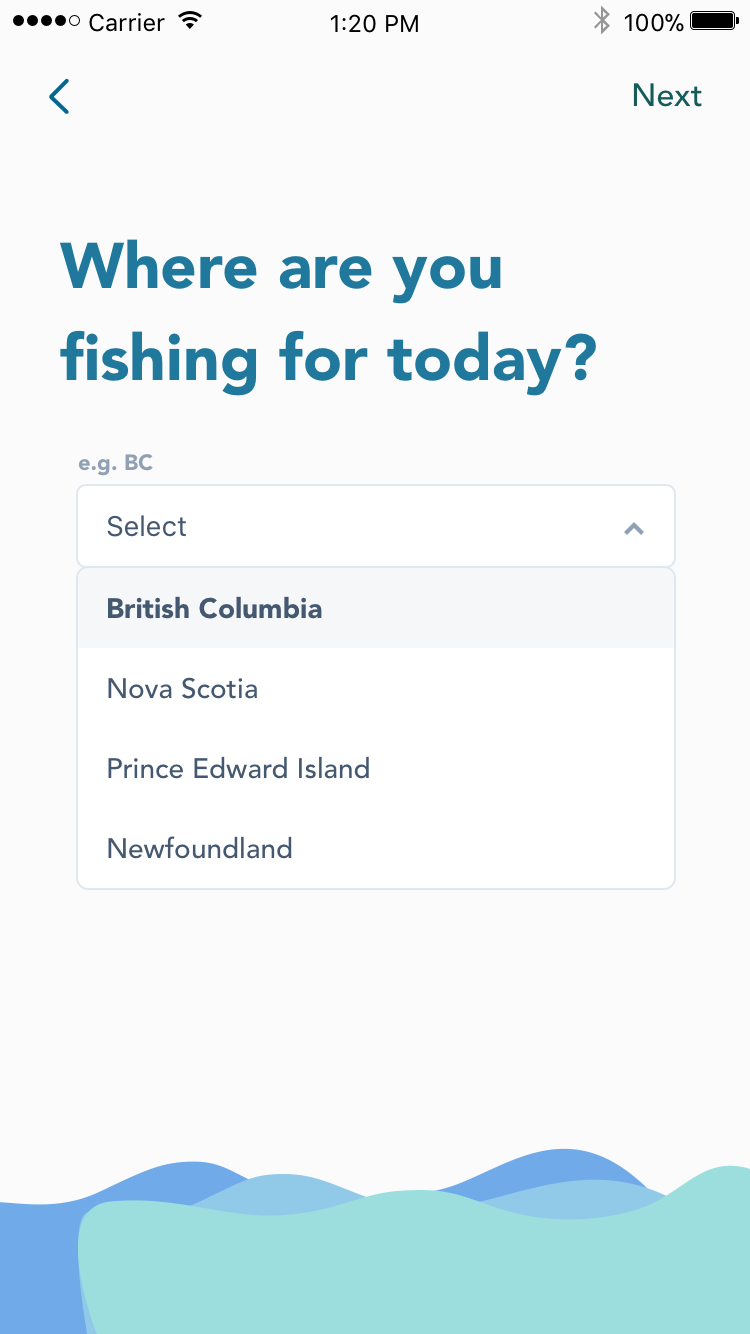 Carrier 1:20 PM 100%
Next
Where are you
fishing for today?
e.g. BC
Select
British Columbia
Nova Scotia
Prince Edward Island
Newfoundland